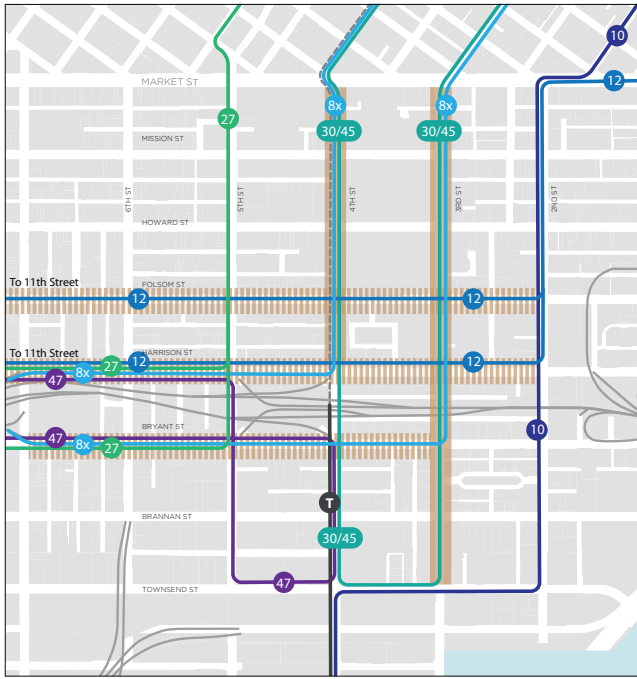 10
12
MARKET ST
8x
8x
27
30/45
30/45
MISSION ST
6TH ST
5TH ST
4TH ST
3RD ST
2ND ST
HOWARD ST
To 11th Street
FOLSOM ST
12
12
To 11th Street
HARRISON ST
27
12
12
8x
47
BRYANT ST
47
8x
27
10
T
BRANNAN ST
30/45
47
TOWNSEND ST